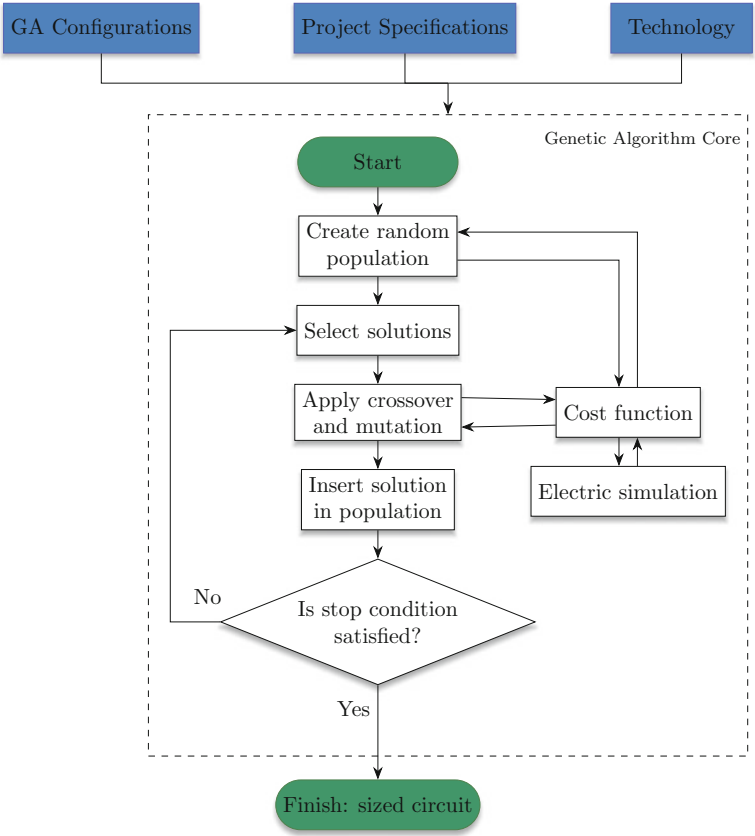 GA Configurations
Project Specifications
Technology
Genetic Algorithm Core
Start
Create random
population
Select solutions
Apply crossover
and mutation
Cost function
Insert solution
in population
Electric simulation
No
Is stop condition
satisfied?
Yes
Finish: sized circuit